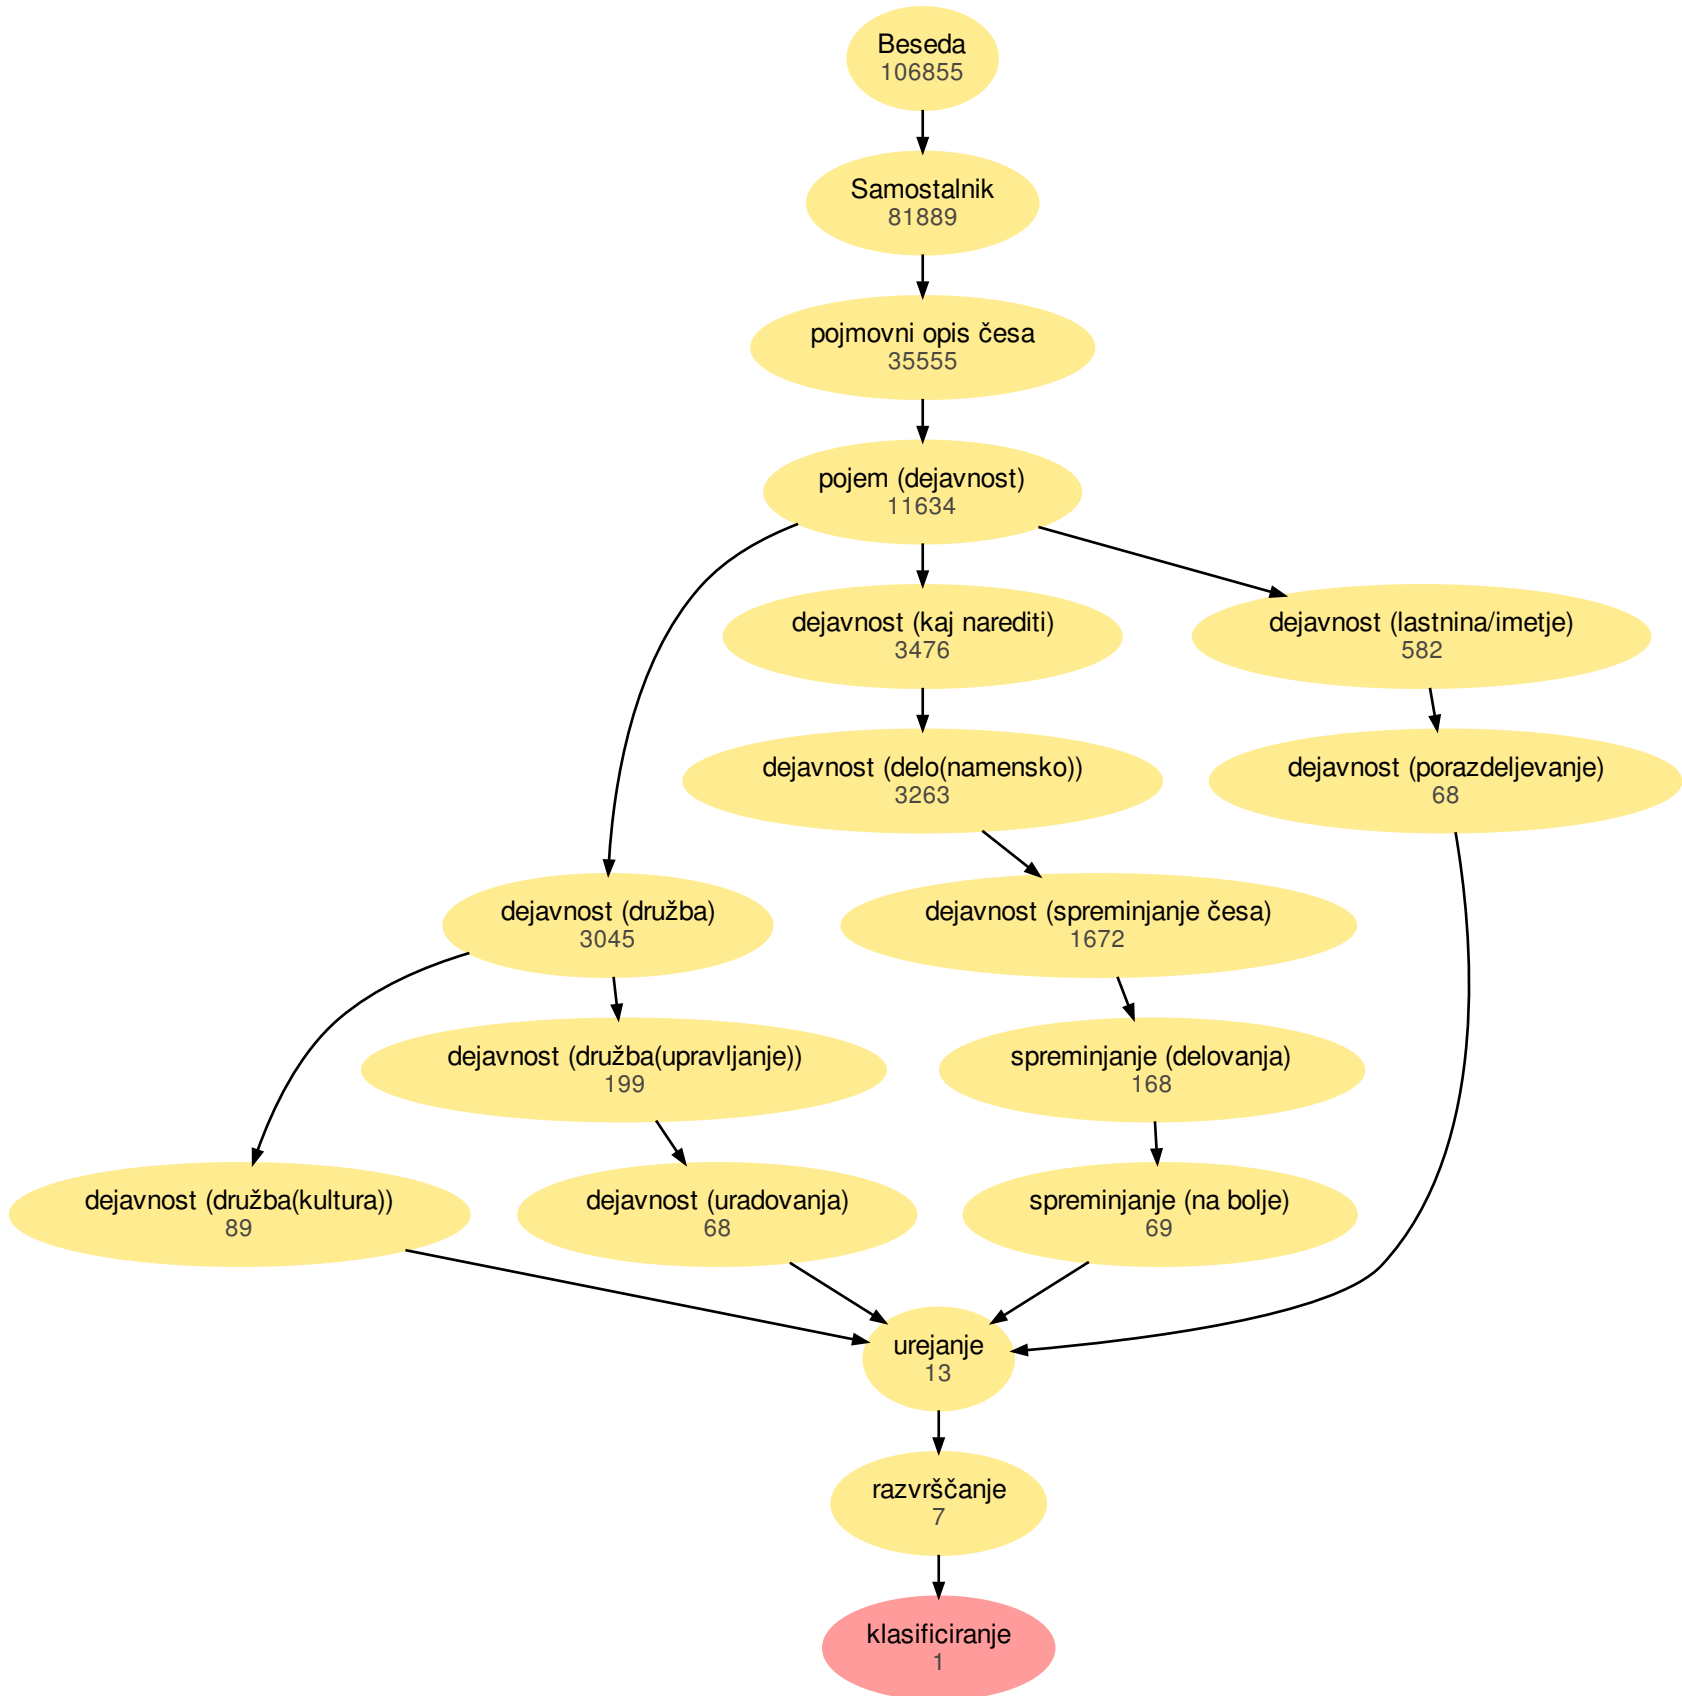 Beseda
106855
Samostalnik
81889
pojmovni opis česa
35555
pojem (dejavnost)
11634
dejavnost (kaj narediti)
3476
dejavnost (lastnina/imetje)
582
dejavnost (delo(namensko))
3263
dejavnost (porazdeljevanje)
68
dejavnost (družba)
3045
dejavnost (spreminjanje česa)
1672
dejavnost (družba(upravljanje))
199
spreminjanje (delovanja)
168
dejavnost (družba(kultura))
89
dejavnost (uradovanja)
68
spreminjanje (na bolje)
69
urejanje
13
razvrščanje
7
klasificiranje
1